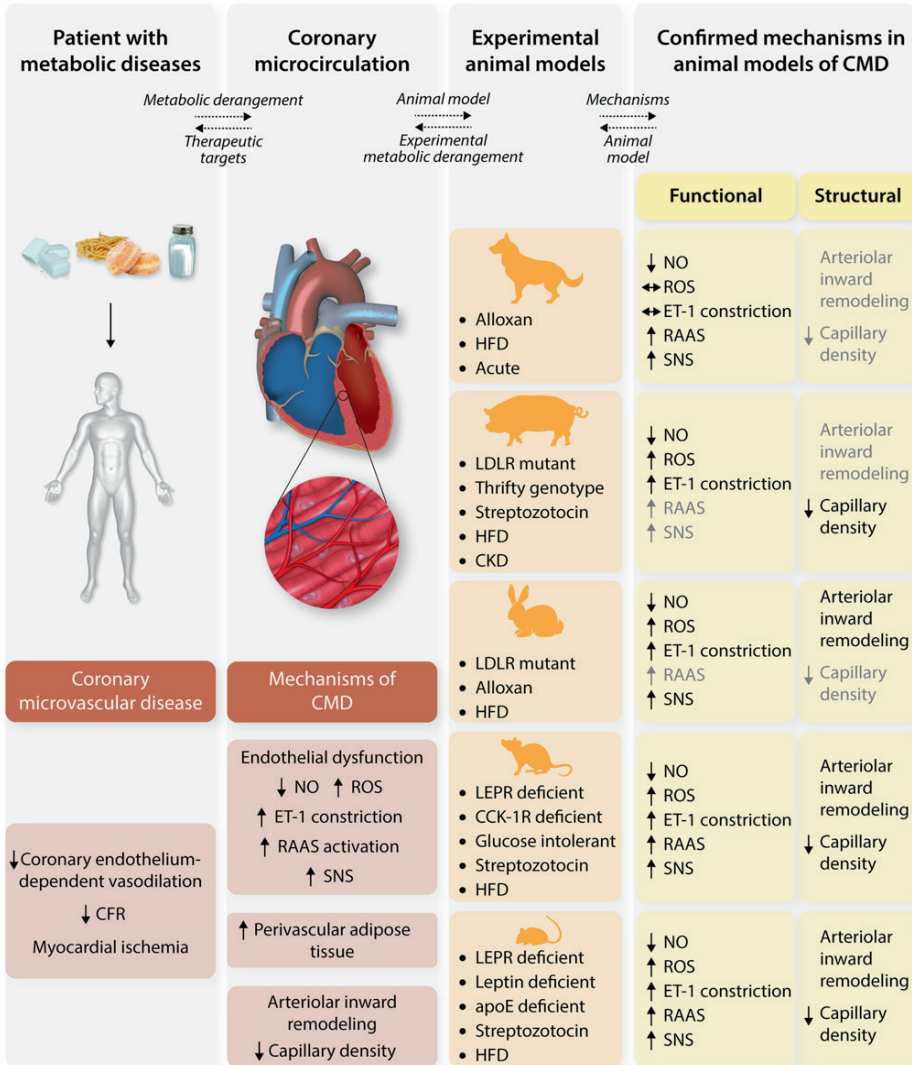 Patient with
metabolic diseases
Coronary
microcirculation
Experimental
animal models
Confirmed mechanisms in
animal models of CMD
Metabolic derangement
Therapeutic
targets
Animal model
Experimental
metabolic derangement
Mechanisms
Animal
model
Functional
Structural
Coronary
microvascular disease
↓Coronary endothelium-
dependent vasodilation
↓ CFR
Myocardial ischemia
Mechanisms of
CMD
Endothelial dysfunction
↓ NO ↑ ROS
↑ ET-1 constriction
↑ RAAS activation
↑ SNS
↑ Perivascular adipose
tissue
Arteriolar inward
remodeling
↓ Capillary density
• Alloxan
• HFD
• Acute
↓ NO
↔ ROS
↔ ET-1 constriction
↑ RAAS
↑ SNS
Arteriolar
inward
remodeling
↓ Capillary
density
• LDLR mutant
• Thrifty genotype
• Streptozotocin
• HFD
• CKD
↓ NO
↑ ROS
↑ ET-1 constriction
↑ RAAS
↑ SNS
Arteriolar
inward
remodeling
↓ Capillary
density
• LDLR mutant
• Alloxan
• HFD
↓ NO
↑ ROS
↑ ET-1 constriction
↑ RAAS
↑ SNS
Arteriolar
inward
remodeling
↓ Capillary
density
• LEPR deficient
• CCK-1R deficient
• Glucose intolerant
• Streptozotocin
• HFD
↓ NO
↑ ROS
↑ ET-1 constriction
↑ RAAS
↑ SNS
Arteriolar
inward
remodeling
↓ Capillary
density
• LEPR deficient
• Leptin deficient
• apoE deficient
• Streptozotocin
• HFD
↓ NO
↑ ROS
↑ ET-1 constriction
↑ RAAS
↑ SNS
Arteriolar
inward
remodeling
↓ Capillary
density